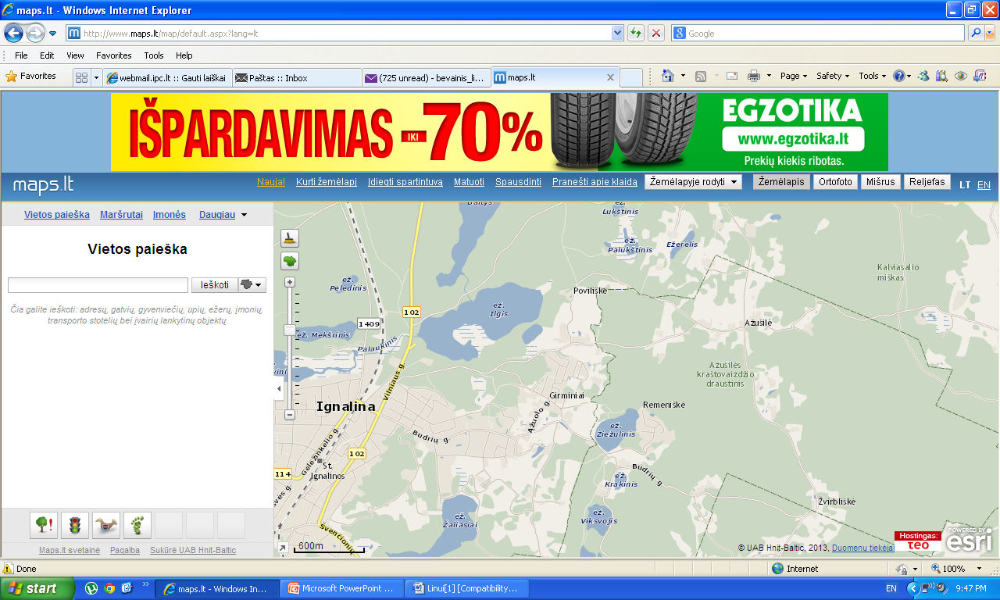 maps.lt - Windows Internet Explorer
http://www.maps.lt/map/default.aspx?lang=lt
Google
File Edit View Favorites Tools Help
Favorites
webmail.ipc.lt :: Gauti laiškai
Paštas :: Inbox
(725 unread) - bevainis_li...
maps.lt
Page Safety Tools
IŠPARDAVIMAS IKI -70%
EGZOTIKA
www.egzotika.lt
Prekių kiekis ribotas.
maps.lt
Nauja! Kurti žemėlapį Įdiegti spartintuvą Matuoti Spausdinti Pranešti apie klaidą
Žemėlapyje rodyti
Žemėlapis Ortofoto Mišrus Reljefas
LT EN
Vietos paieška Maršrutai Įmonės Daugiau
Vietos paieška
Ieškoti
Čia galite ieškoti: adresų, gatvių, gyvenviečių, upių, ežerų, įmonių,
transporto stotelių bei įvairių lankytinų objektų
Baltys
ež.
Lukštinis
ež.
Palukštinis
Ežerėlis
Kalviasalio
miškas
ež.
Peledinis
Poviliškė
ež.
Ilgis
102
1409
Ažušilė
ež. Mekšrinis
Palaukinis
vini
Ažušilės
kraštovaizdžio
draustinis
Vilniaus g.
Girminiai
Ignalina
Remeniškė
Ažuolo g.
ež.
Žiežulinis
Budrių g.
Geležinkelio g.
102
St.
Ignalinos
114
Budrių g.
ež.
Krakinis
vės g.
Žvirbliškė
ež.
Žaliasiai
ež.
Viksvojis
Švenčionių
600m
© UAB Hnit-Baltic, 2013, Duomenų tiekėjai
Hostingas:
teo
POWERED BY
esri
Maps.lt svetainė Pagalba Sukūrė UAB Hnit-Baltic
Done
Internet
100%
start
maps.lt - Windows In...
Microsoft PowerPoint ...
Linui[1] [Compatibility...
EN
9:47 PM